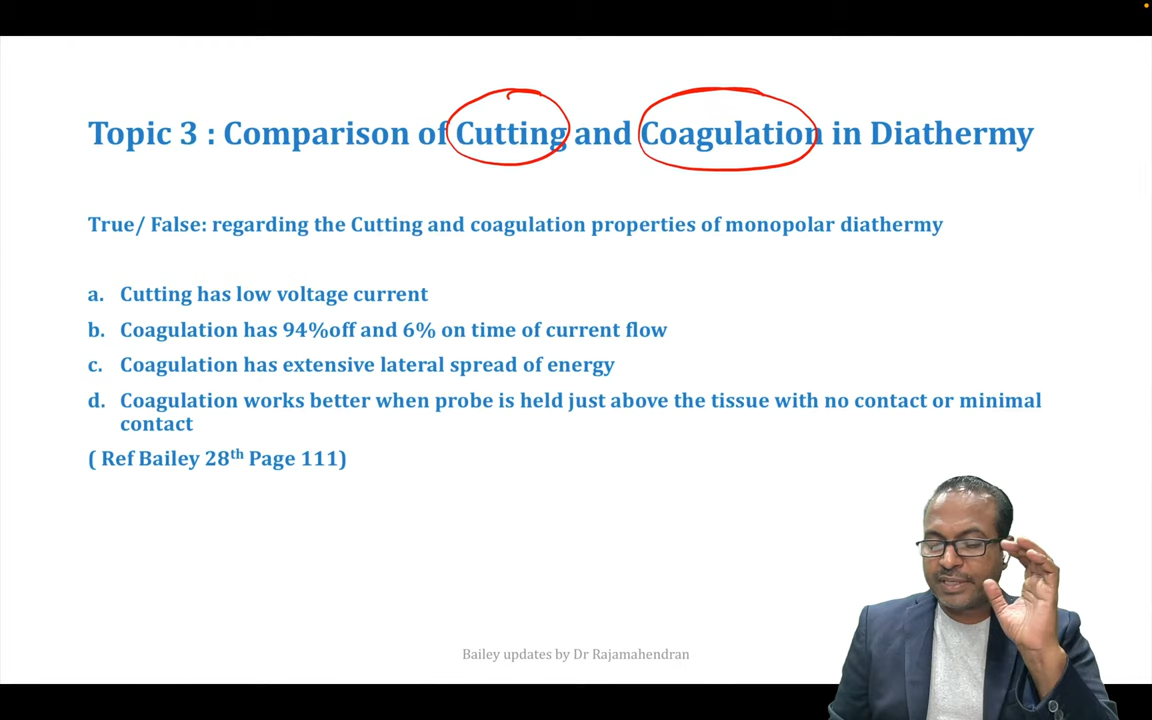 Topic 3 : Comparison of Cutting and Coagulation in Diathermy
True/ False: regarding the Cutting and coagulation properties of monopolar diathermy
a. Cutting has low voltage current
b. Coagulation has 94%off and 6% on time of current flow
c. Coagulation has extensive lateral spread of energy
d. Coagulation works better when probe is held just above the tissue with no contact or minimal
contact
( Ref Bailey 28th Page 111)
Bailey updates by Dr Rajamahendran